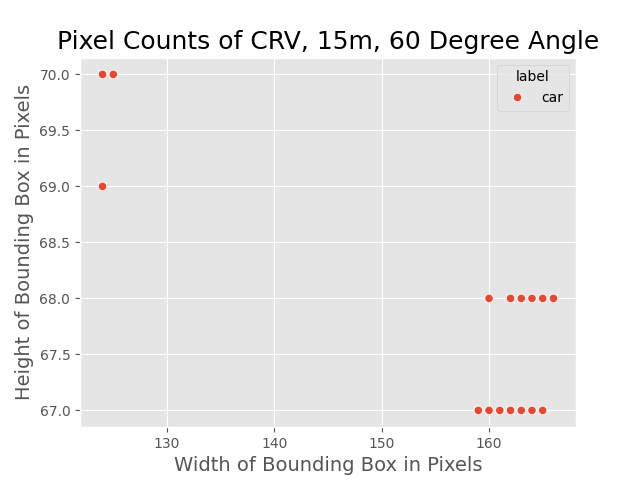 Pixel Counts of CRV, 15m, 60 Degree Angle
label
car
70.0
69.5
69.0
68.5
68.0
67.5
67.0
Height of Bounding Box in Pixels
130 140 150 160
Width of Bounding Box in Pixels